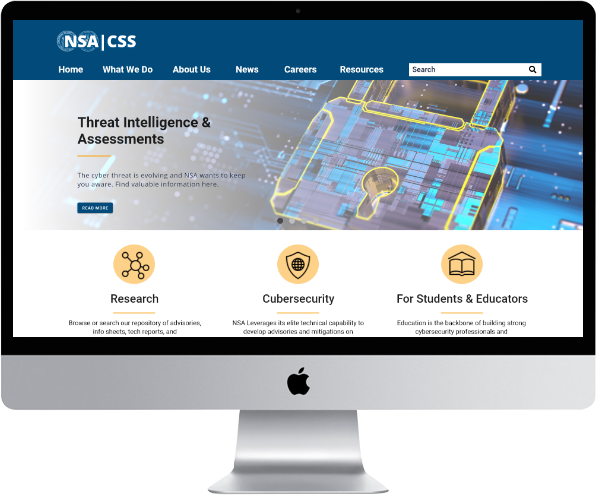 NSA|CSS
Home What We Do About Us News Careers Resources Search
Threat Intelligence &
Assessments
The cyber threat is evolving and NSA wants to keep
you aware. Find valuable information here.
READ MORE
Research
Browse or search our repository of advisories,
info sheets, tech reports, and
Cybersecurity
NSA Leverages its elite technical capability to
develop advisories and mitigations on
For Students & Educators
Education is the backbone of building strong
cybersecurity professionals and